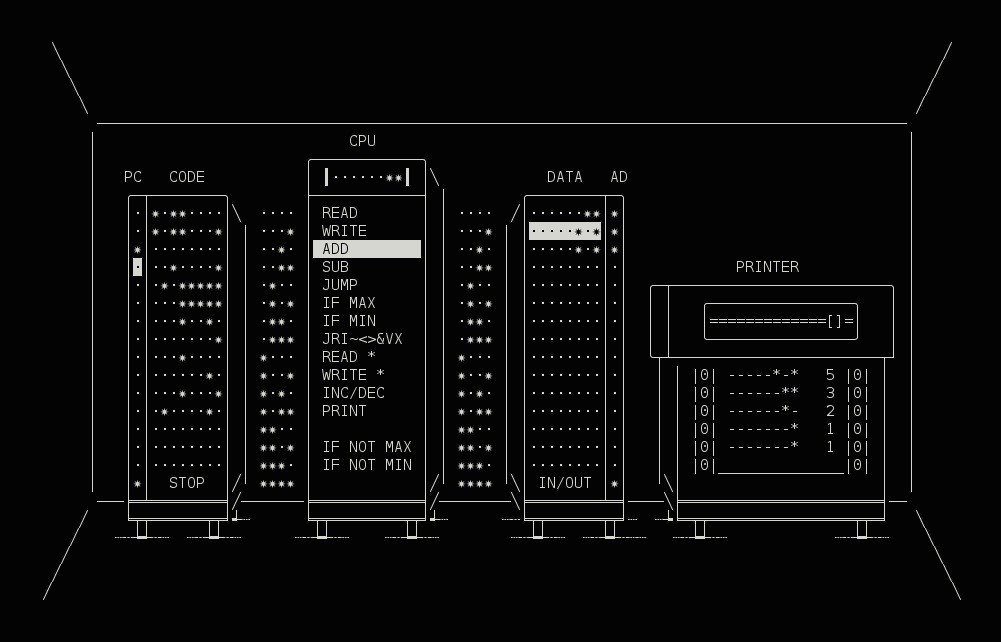 CPU
|······**|
PC CODE DATA AD
· *·**···· ···· READ ···· ······** *
· *·**···* ···* WRITE ···* ·····*·* *
* ········ ··*· ADD ··*· ·····*·* *
· ··*····* ··** SUB ··** ········ · PRINTER
· ·*·***** ·*·· JUMP ·*·· ········ ·
· ···***** ·*·* IF MAX ·*·* ········ ·
· ···*··*· ·**· IF MIN ·**· ········ · =============[]=
· ·······* ·*** JRI~<>&VX ·*** ········ ·
· ···*···· *··· READ * *··· ········ ·
· ······*· *··* WRITE * *··* ········ · |0| -----*-* 5 |0|
· ···*···* *·*· INC/DEC *·*· ········ · |0| ------** 3 |0|
· ·*····*· *·** PRINT *·** ········ · |0| ------*- 2 |0|
· ········ **·· **·· ········ · |0| -------* 1 |0|
· ········ **·* IF NOT MAX **·* ········ · |0| -------* 1 |0|
· ········ ***· IF NOT MIN ***· ········ · |0|______________|0|
* STOP **** **** IN/OUT *